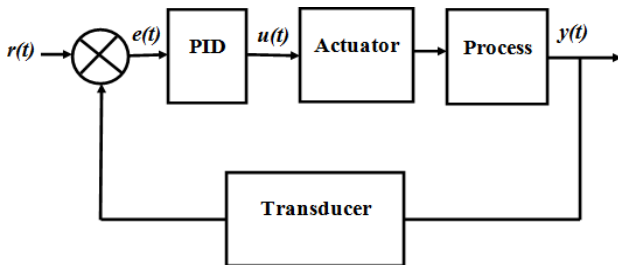 r(t)
e(t)
PID
u(t)
Actuator
Process
y(t)
Transducer